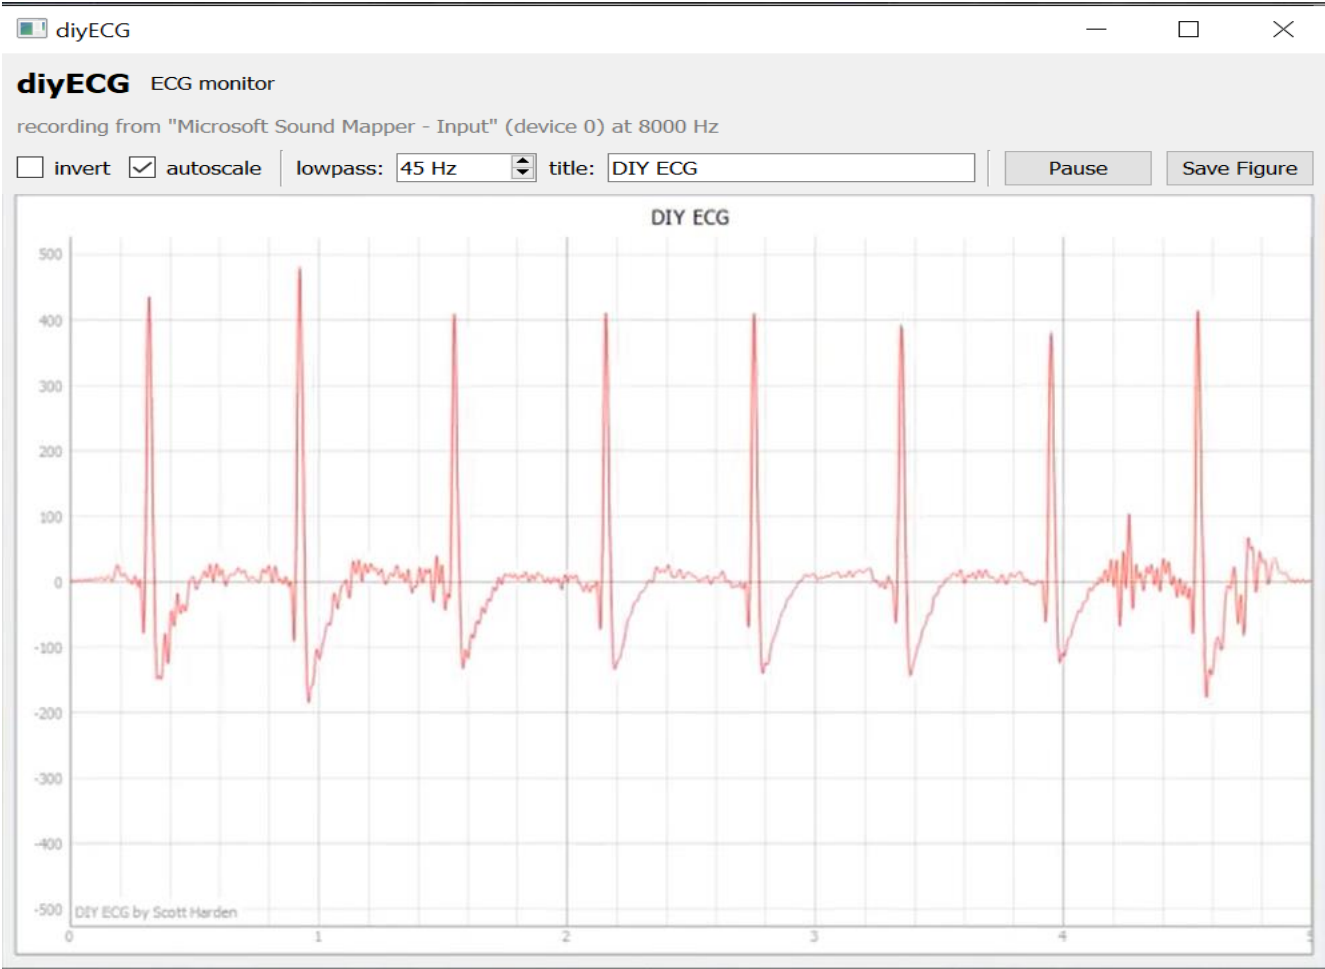 diyECG
diyECG ECG monitor
recording from "Microsoft Sound Mapper - Input" (device 0) at 8000 Hz
invert autoscale lowpass: 45 Hz title: DIY ECG Pause Save Figure
DIY ECG
500
400
300
200
100
0
-100
-200
-300
-400
-500
DIY ECG by Scott Harden
0 1 2 3 4 5